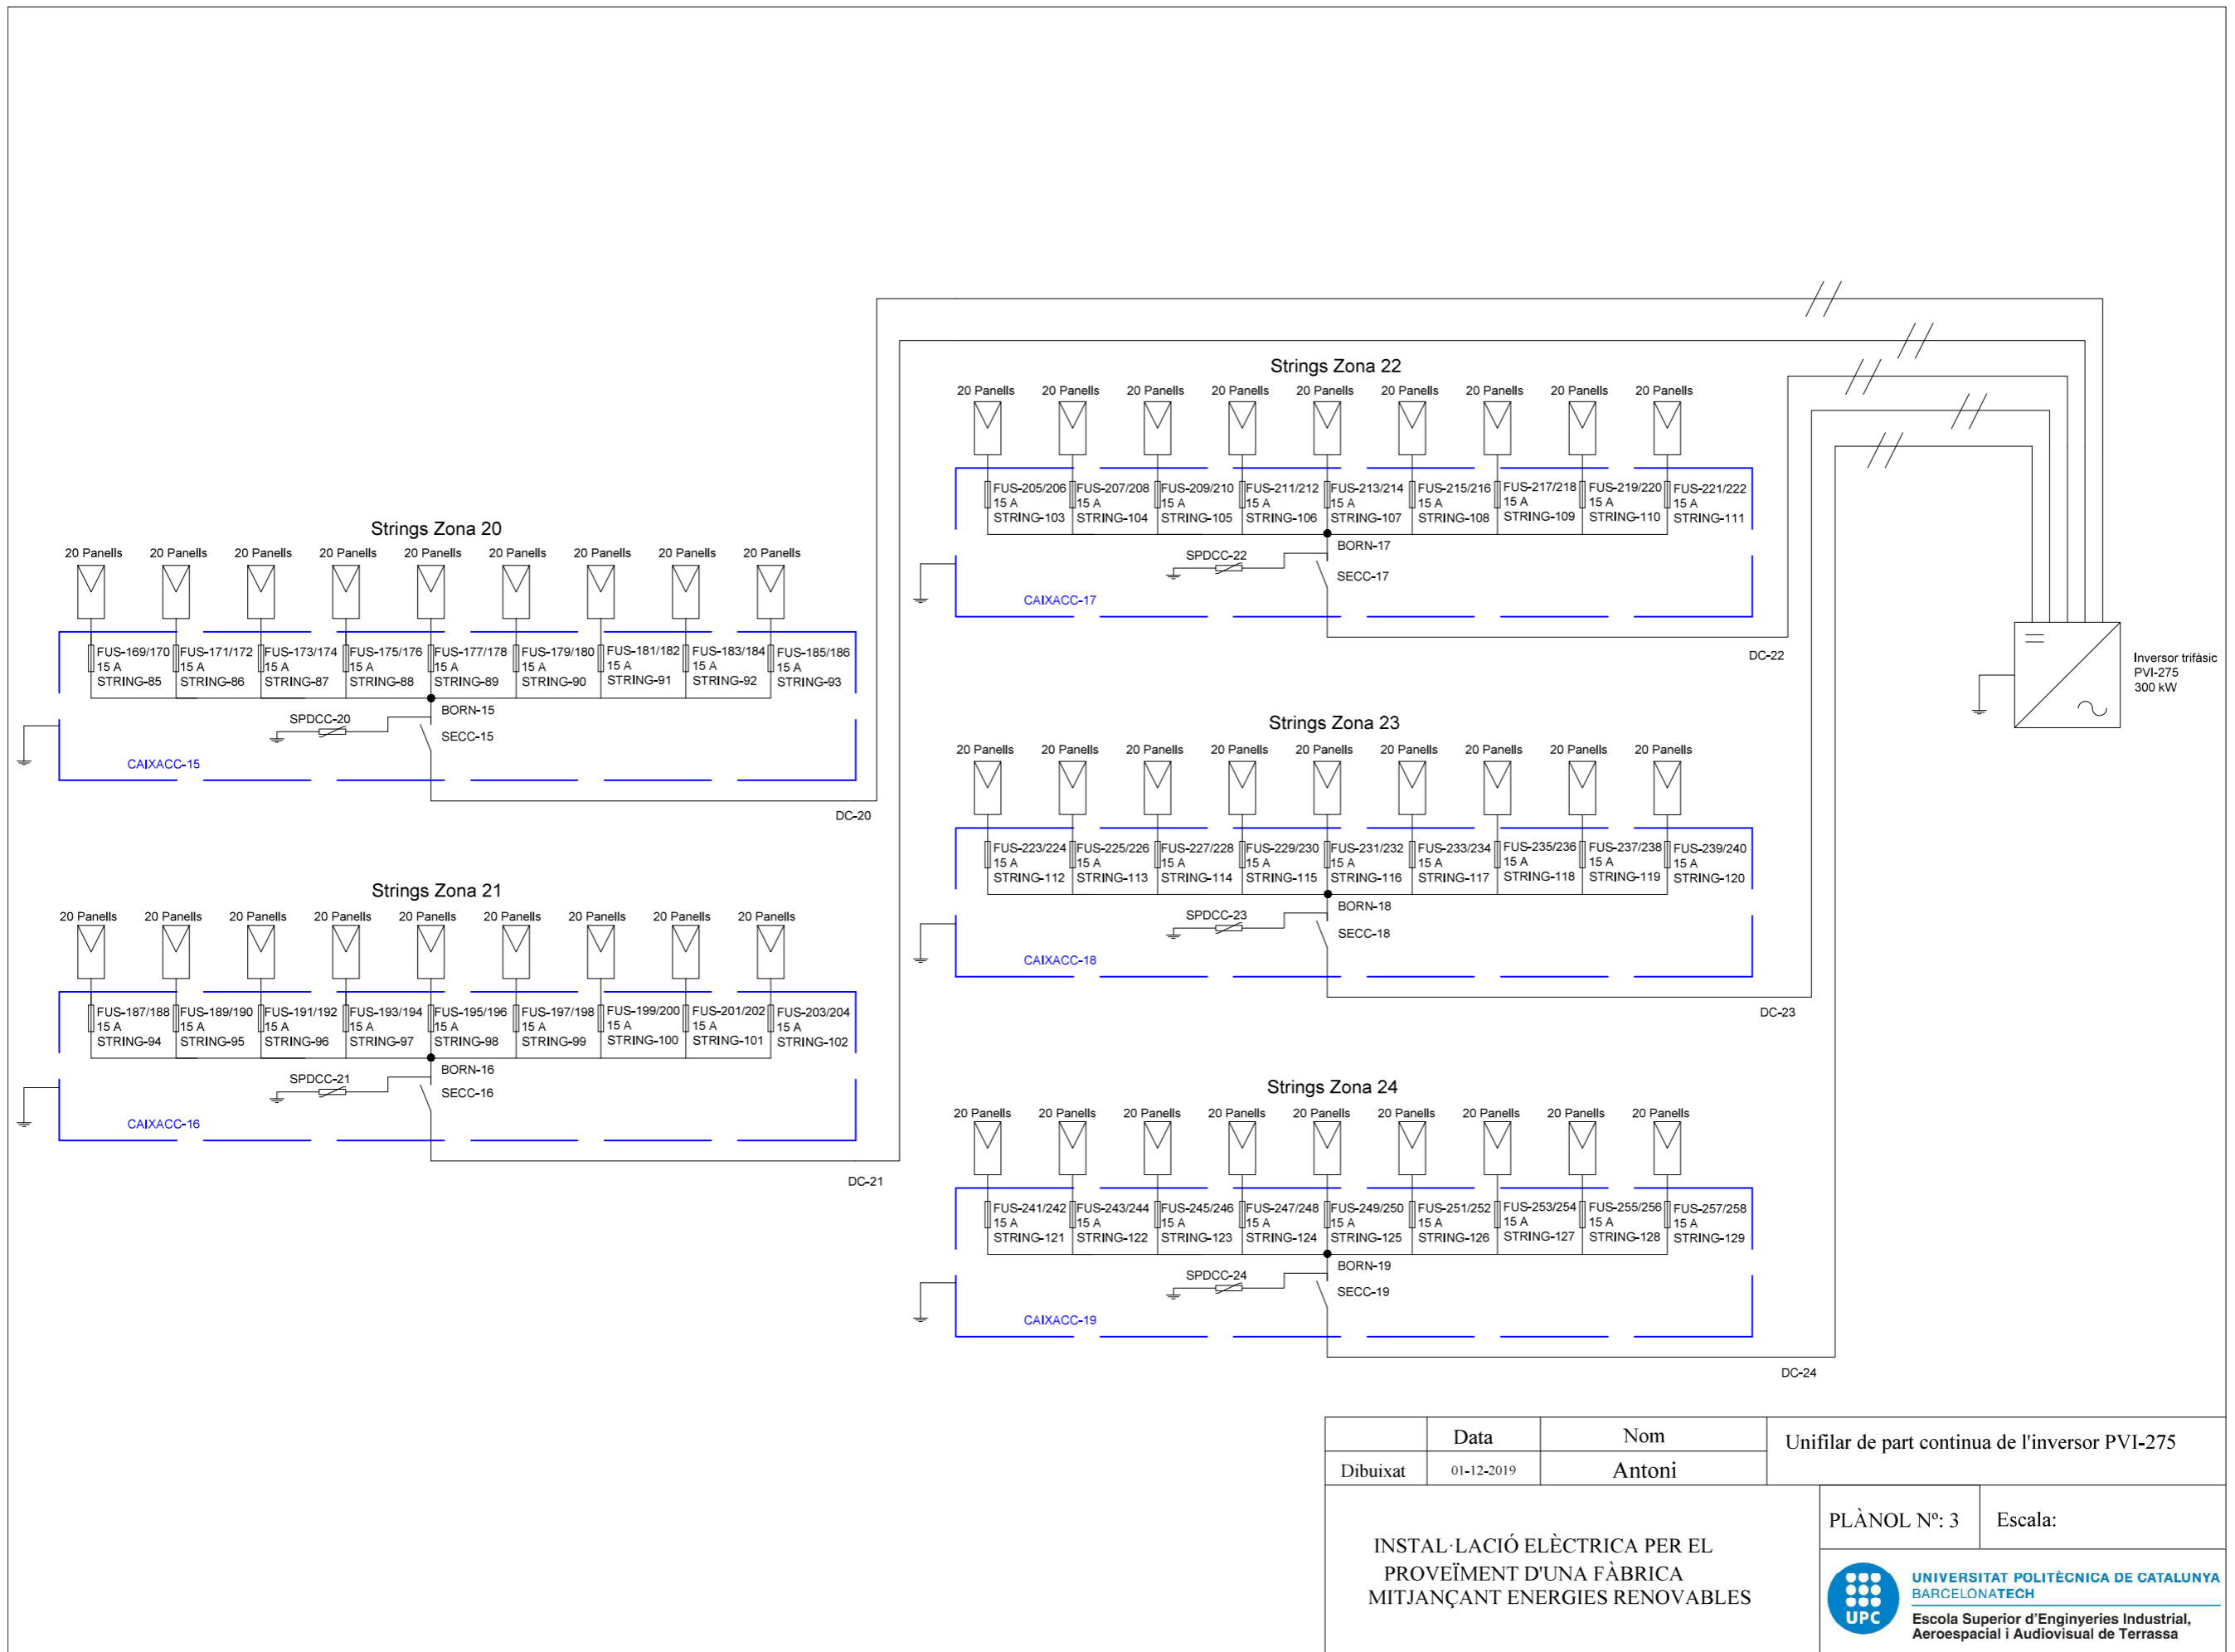 Strings Zona 20
20 Panells 20 Panells 20 Panells 20 Panells 20 Panells 20 Panells 20 Panells 20 Panells 20 Panells
FUS-169/170 FUS-171/172 FUS-173/174 FUS-175/176 FUS-177/178 FUS-179/180 FUS-181/182 FUS-183/184 FUS-185/186
15 A 15 A 15 A 15 A 15 A 15 A 15 A 15 A 15 A
STRING-85 STRING-86 STRING-87 STRING-88 STRING-89 STRING-90 STRING-91 STRING-92 STRING-93
BORN-15
SPDCC-20
SECC-15
CAIXACC-15
DC-20
Strings Zona 21
20 Panells 20 Panells 20 Panells 20 Panells 20 Panells 20 Panells 20 Panells 20 Panells 20 Panells
FUS-187/188 FUS-189/190 FUS-191/192 FUS-193/194 FUS-195/196 FUS-197/198 FUS-199/200 FUS-201/202 FUS-203/204
15 A 15 A 15 A 15 A 15 A 15 A 15 A 15 A 15 A
STRING-94 STRING-95 STRING-96 STRING-97 STRING-98 STRING-99 STRING-100 STRING-101 STRING-102
BORN-16
SPDCC-21
SECC-16
CAIXACC-16
DC-21
Strings Zona 22
20 Panells 20 Panells 20 Panells 20 Panells 20 Panells 20 Panells 20 Panells 20 Panells 20 Panells
FUS-205/206 FUS-207/208 FUS-209/210 FUS-211/212 FUS-213/214 FUS-215/216 FUS-217/218 FUS-219/220 FUS-221/222
15 A 15 A 15 A 15 A 15 A 15 A 15 A 15 A 15 A
STRING-103 STRING-104 STRING-105 STRING-106 STRING-107 STRING-108 STRING-109 STRING-110 STRING-111
BORN-17
SPDCC-22
SECC-17
CAIXACC-17
DC-22
Strings Zona 23
20 Panells 20 Panells 20 Panells 20 Panells 20 Panells 20 Panells 20 Panells 20 Panells 20 Panells
FUS-223/224 FUS-225/226 FUS-227/228 FUS-229/230 FUS-231/232 FUS-233/234 FUS-235/236 FUS-237/238 FUS-239/240
15 A 15 A 15 A 15 A 15 A 15 A 15 A 15 A 15 A
STRING-112 STRING-113 STRING-114 STRING-115 STRING-116 STRING-117 STRING-118 STRING-119 STRING-120
BORN-18
SPDCC-23
SECC-18
CAIXACC-18
DC-23
Strings Zona 24
20 Panells 20 Panells 20 Panells 20 Panells 20 Panells 20 Panells 20 Panells 20 Panells 20 Panells
FUS-241/242 FUS-243/244 FUS-245/246 FUS-247/248 FUS-249/250 FUS-251/252 FUS-253/254 FUS-255/256 FUS-257/258
15 A 15 A 15 A 15 A 15 A 15 A 15 A 15 A 15 A
STRING-121 STRING-122 STRING-123 STRING-124 STRING-125 STRING-126 STRING-127 STRING-128 STRING-129
BORN-19
SPDCC-24
SECC-19
CAIXACC-19
DC-24
Inversor trifàsic
PVI-275
300 kW
Data Nom
Dibuixat 01-12-2019 Antoni
Unifilar de part continua de l'inversor PVI-275
INSTAL·LACIÓ ELÈCTRICA PER EL
PROVEÏMENT D'UNA FÀBRICA
MITJANÇANT ENERGIES RENOVABLES
PLÀNOL Nº: 3 Escala:
UPC
UNIVERSITAT POLITÈCNICA DE CATALUNYA
BARCELONATECH
Escola Superior d'Enginyeries Industrial,
Aeroespacial i Audiovisual de Terrassa